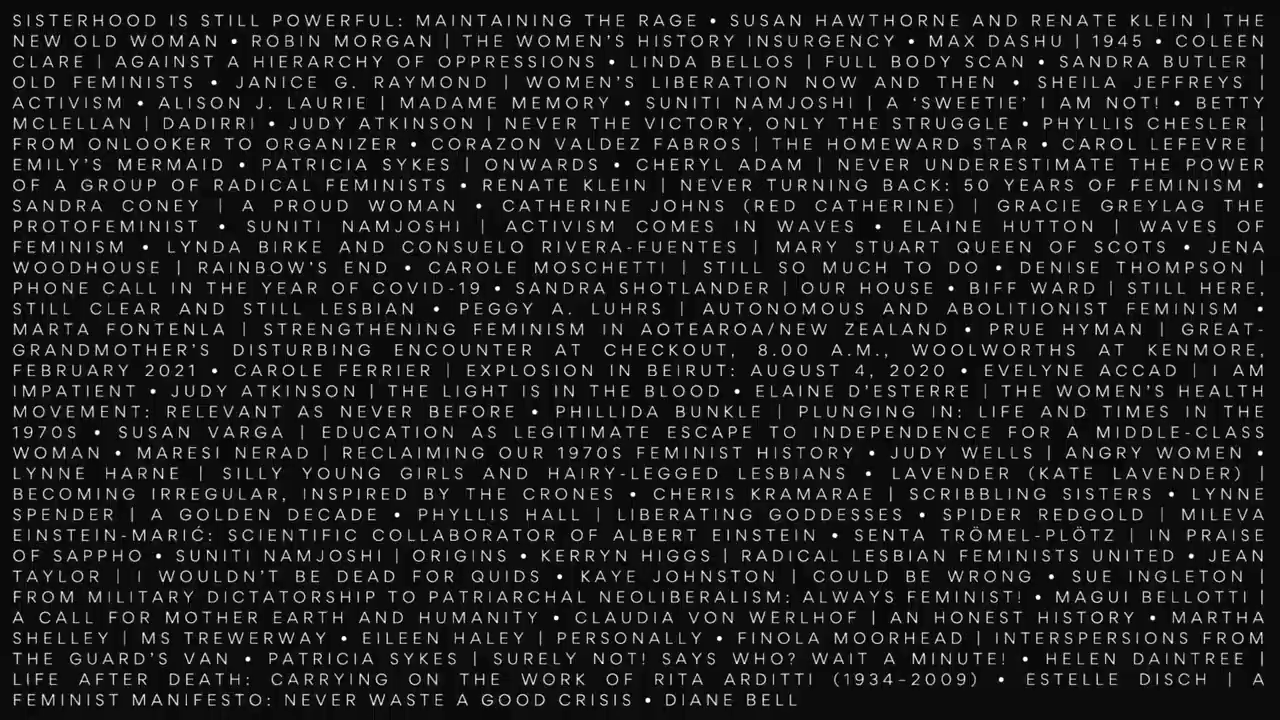 SISTERHOOD IS STILL POWERFUL: MAINTAINING THE RAGE • SUSAN HAWTHORNE AND RENATE KLEIN | THE
NEW OLD WOMAN • ROBIN MORGAN | THE WOMEN'S HISTORY INSURGENCY • MAX DASHU | 1945 • COLEEN
CLARE | AGAINST A HIERARCHY OF OPPRESSIONS • LINDA BELLOS | FULL BODY SCAN • SANDRA BUTLER |
OLD FEMINISTS • JANICE G. RAYMOND | WOMEN'S LIBERATION NOW AND THEN • SHEILA JEFFREYS |
ACTIVISM • ALISON J. LAURIE | MADAME MEMORY • SUNITI NAMJOSHI | A 'SWEETIE' I AM NOT! • BETTY
MCLELLAN | DADIRRI • JUDY ATKINSON | NEVER THE VICTORY, ONLY THE STRUGGLE • PHYLLIS CHESLER |
FROM ONLOOKER TO ORGANIZER • CORAZON VALDEZ FABROS | THE HOMEWARD STAR • CAROL LEFEVRE |
EMILY'S MERMAID • PATRICIA SYKES | ONWARDS • CHERYL ADAM | NEVER UNDERESTIMATE THE POWER
OF A GROUP OF RADICAL FEMINISTS • RENATE KLEIN | NEVER TURNING BACK: 50 YEARS OF FEMINISM •
SANDRA CONEY | A PROUD WOMAN • CATHERINE JOHNS (RED CATHERINE) | GRACIE GREYLAG THE
PROTOFEMINIST • SUNITI NAMJOSHI | ACTIVISM COMES IN WAVES • ELAINE HUTTON | WAVES OF
FEMINISM • LYNDA BIRKE AND CONSUELO RIVERA-FUENTES | MARY STUART QUEEN OF SCOTS • JENA
WOODHOUSE | RAINBOW'S END • CAROLE MOSCHETTI | STILL SO MUCH TO DO • DENISE THOMPSON |
PHONE CALL IN THE YEAR OF COVID-19 • SANDRA SHOTLANDER | OUR HOUSE • BIFF WARD | STILL HERE,
STILL CLEAR AND STILL LESBIAN • PEGGY A. LUHRS | AUTONOMOUS AND ABOLITIONIST FEMINISM •
MARTA FONTENLA | STRENGTHENING FEMINISM IN AOTEAROA/NEW ZEALAND • PRUE HYMAN | GREAT-
GRANDMOTHER'S DISTURBING ENCOUNTER AT CHECKOUT, 8.00 A.M., WOOLWORTHS AT KENMORE,
FEBRUARY 2021 • CAROLE FERRIER | EXPLOSION IN BEIRUT: AUGUST 4, 2020 • EVELYNE ACCAD | I AM
IMPATIENT • JUDY ATKINSON | THE LIGHT IS IN THE BLOOD • ELAINE D'ESTERRE | THE WOMEN'S HEALTH
MOVEMENT: RELEVANT AS NEVER BEFORE • PHILLIDA BUNKLE | PLUNGING IN: LIFE AND TIMES IN THE
1970S • SUSAN VARGA | EDUCATION AS LEGITIMATE ESCAPE TO INDEPENDENCE FOR A MIDDLE-CLASS
WOMAN • MARESI NERAD | RECLAIMING OUR 1970S FEMINIST HISTORY • JUDY WELLS | ANGRY WOMEN •
LYNNE HARNE | SILLY YOUNG GIRLS AND HAIRY-LEGGED LESBIANS • LAVENDER (KATE LAVENDER) |
BECOMING IRREGULAR, INSPIRED BY THE CRONES • CHERIS KRAMARAE | SCRIBBLING SISTERS • LYNNE
SPENDER | A GOLDEN DECADE • PHYLLIS HALL | LIBERATING GODDESSES • SPIDER REDGOLD | MILEVA
EINSTEIN-MARIĆ: SCIENTIFIC COLLABORATOR OF ALBERT EINSTEIN • SENTA TRÖMEL-PLÖTZ | IN PRAISE
OF SAPPHO • SUNITI NAMJOSHI | ORIGINS • KERRYN HIGGS | RADICAL LESBIAN FEMINISTS UNITED • JEAN
TAYLOR | I WOULDN'T BE DEAD FOR QUIDS • KAYE JOHNSTON | COULD BE WRONG • SUE INGLETON |
FROM MILITARY DICTATORSHIP TO PATRIARCHAL NEOLIBERALISM: ALWAYS FEMINIST! • MAGUI BELLOTTI |
A CALL FOR MOTHER EARTH AND HUMANITY • CLAUDIA VON WERLHOF | AN HONEST HISTORY • MARTHA
SHELLEY | MS TREWERWAY • EILEEN HALEY | PERSONALLY • FINOLA MOORHEAD | INTERSPERSIONS FROM
THE GUARD'S VAN • PATRICIA SYKES | SURELY NOT! SAYS WHO? WAIT A MINUTE! • HELEN DAINTREE |
LIFE AFTER DEATH: CARRYING ON THE WORK OF RITA ARDITTI (1934-2009) • ESTELLE DISCH | A
FEMINIST MANIFESTO: NEVER WASTE A GOOD CRISIS • DIANE BELL